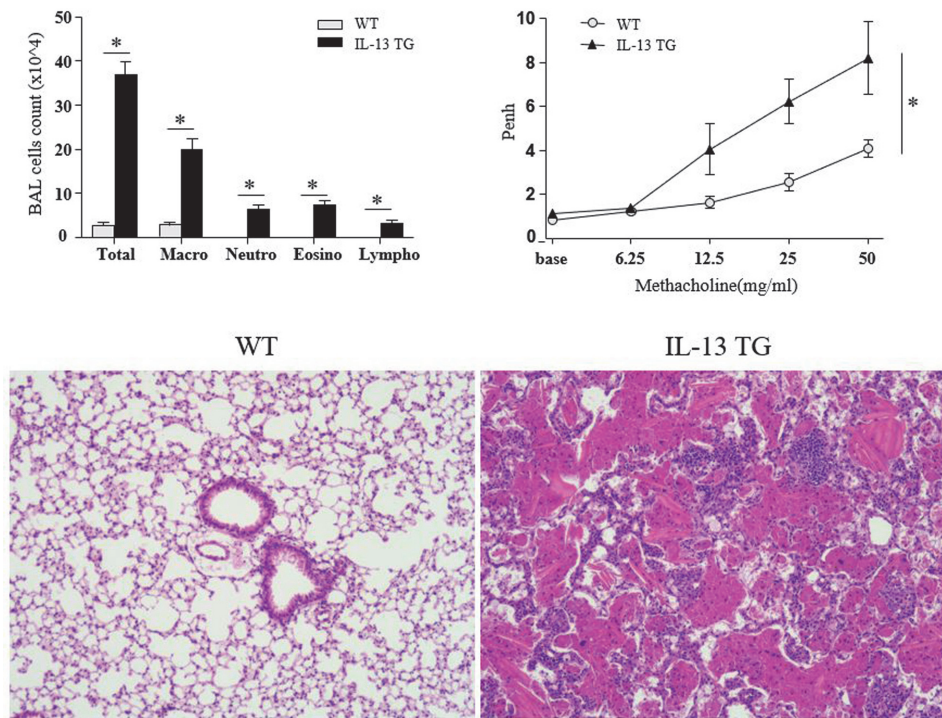 50
40
30
20
10
0
BAL cells count (x10^4)
WT
IL-13 TG
*
*
*
*
*
Total Macro Neutro Eosino Lympho
10
8
6
4
2
0
Penh
WT
IL-13 TG
*
base 6.25 12.5 25 50
Methacholine(mg/ml)
WT
IL-13 TG